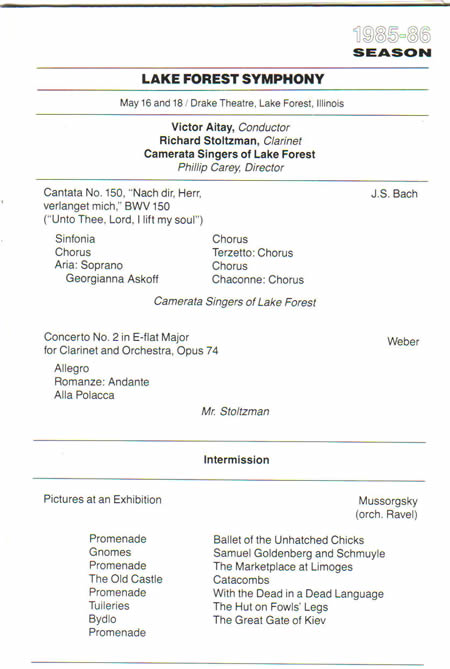 1985-86
SEASON
LAKE FOREST SYMPHONY
May 16 and 18 / Drake Theatre, Lake Forest, Illinois
Victor Aitay, Conductor
Richard Stoltzman, Clarinet
Camerata Singers of Lake Forest
Phillip Carey, Director
Cantata No. 150, “Nach dir, Herr,
verlanget mich,” BWV 150
(“Unto Thee, Lord, I lift my soul”)
J.S. Bach
Sinfonia
Chorus
Aria: Soprano
Georgianna Askoff
Chorus
Terzetto: Chorus
Chorus
Chaconne: Chorus
Camerata Singers of Lake Forest
Concerto No. 2 in E-flat Major
for Clarinet and Orchestra, Opus 74
Weber
Allegro
Romanze: Andante
Alla Polacca
Mr. Stoltzman
Intermission
Pictures at an Exhibition
Mussorgsky
(orch. Ravel)
Promenade
Gnomes
Promenade
The Old Castle
Promenade
Tuileries
Bydlo
Promenade
Ballet of the Unhatched Chicks
Samuel Goldenberg and Schmuyle
The Marketplace at Limoges
Catacombs
With the Dead in a Dead Language
The Hut on Fowls' Legs
The Great Gate of Kiev